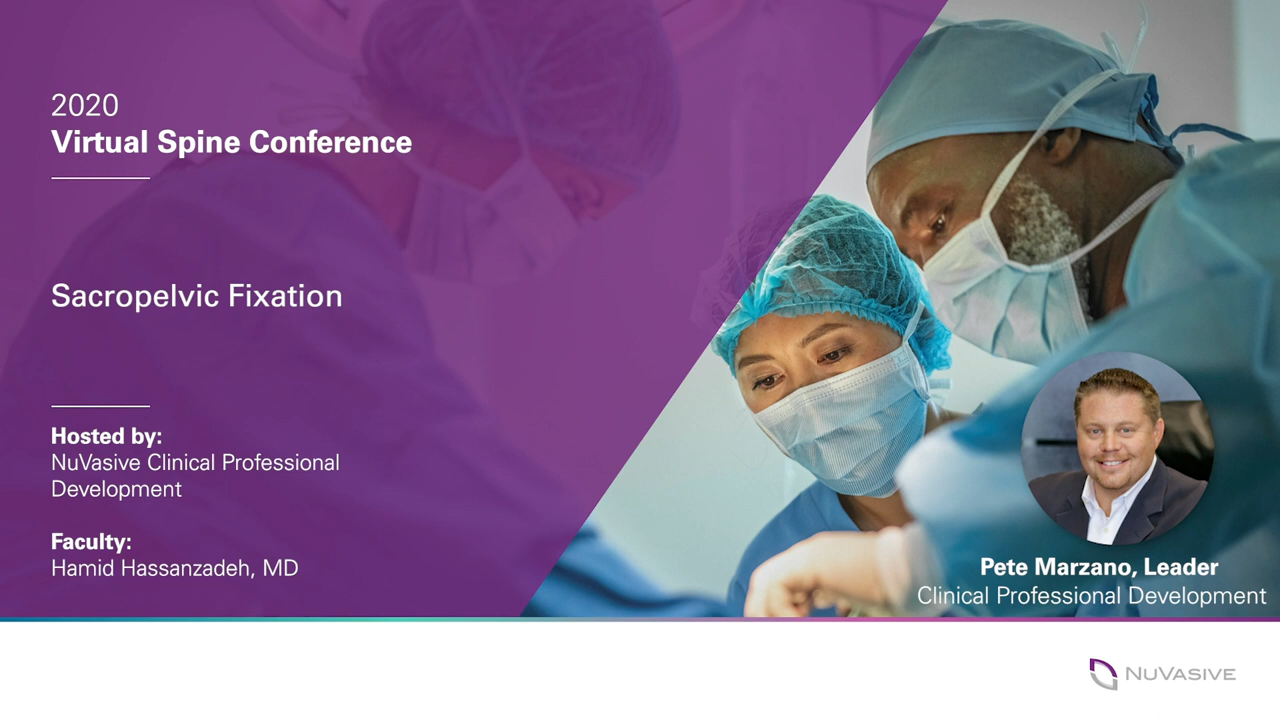 2020
Virtual Spine Conference
Sacropelvic Fixation
Hosted by:
NuVasive Clinical Professional
Development
Faculty:
Hamid Hassanzadeh, MD
Pete Marzano, Leader
Clinical Professional Development
NUVASIVE